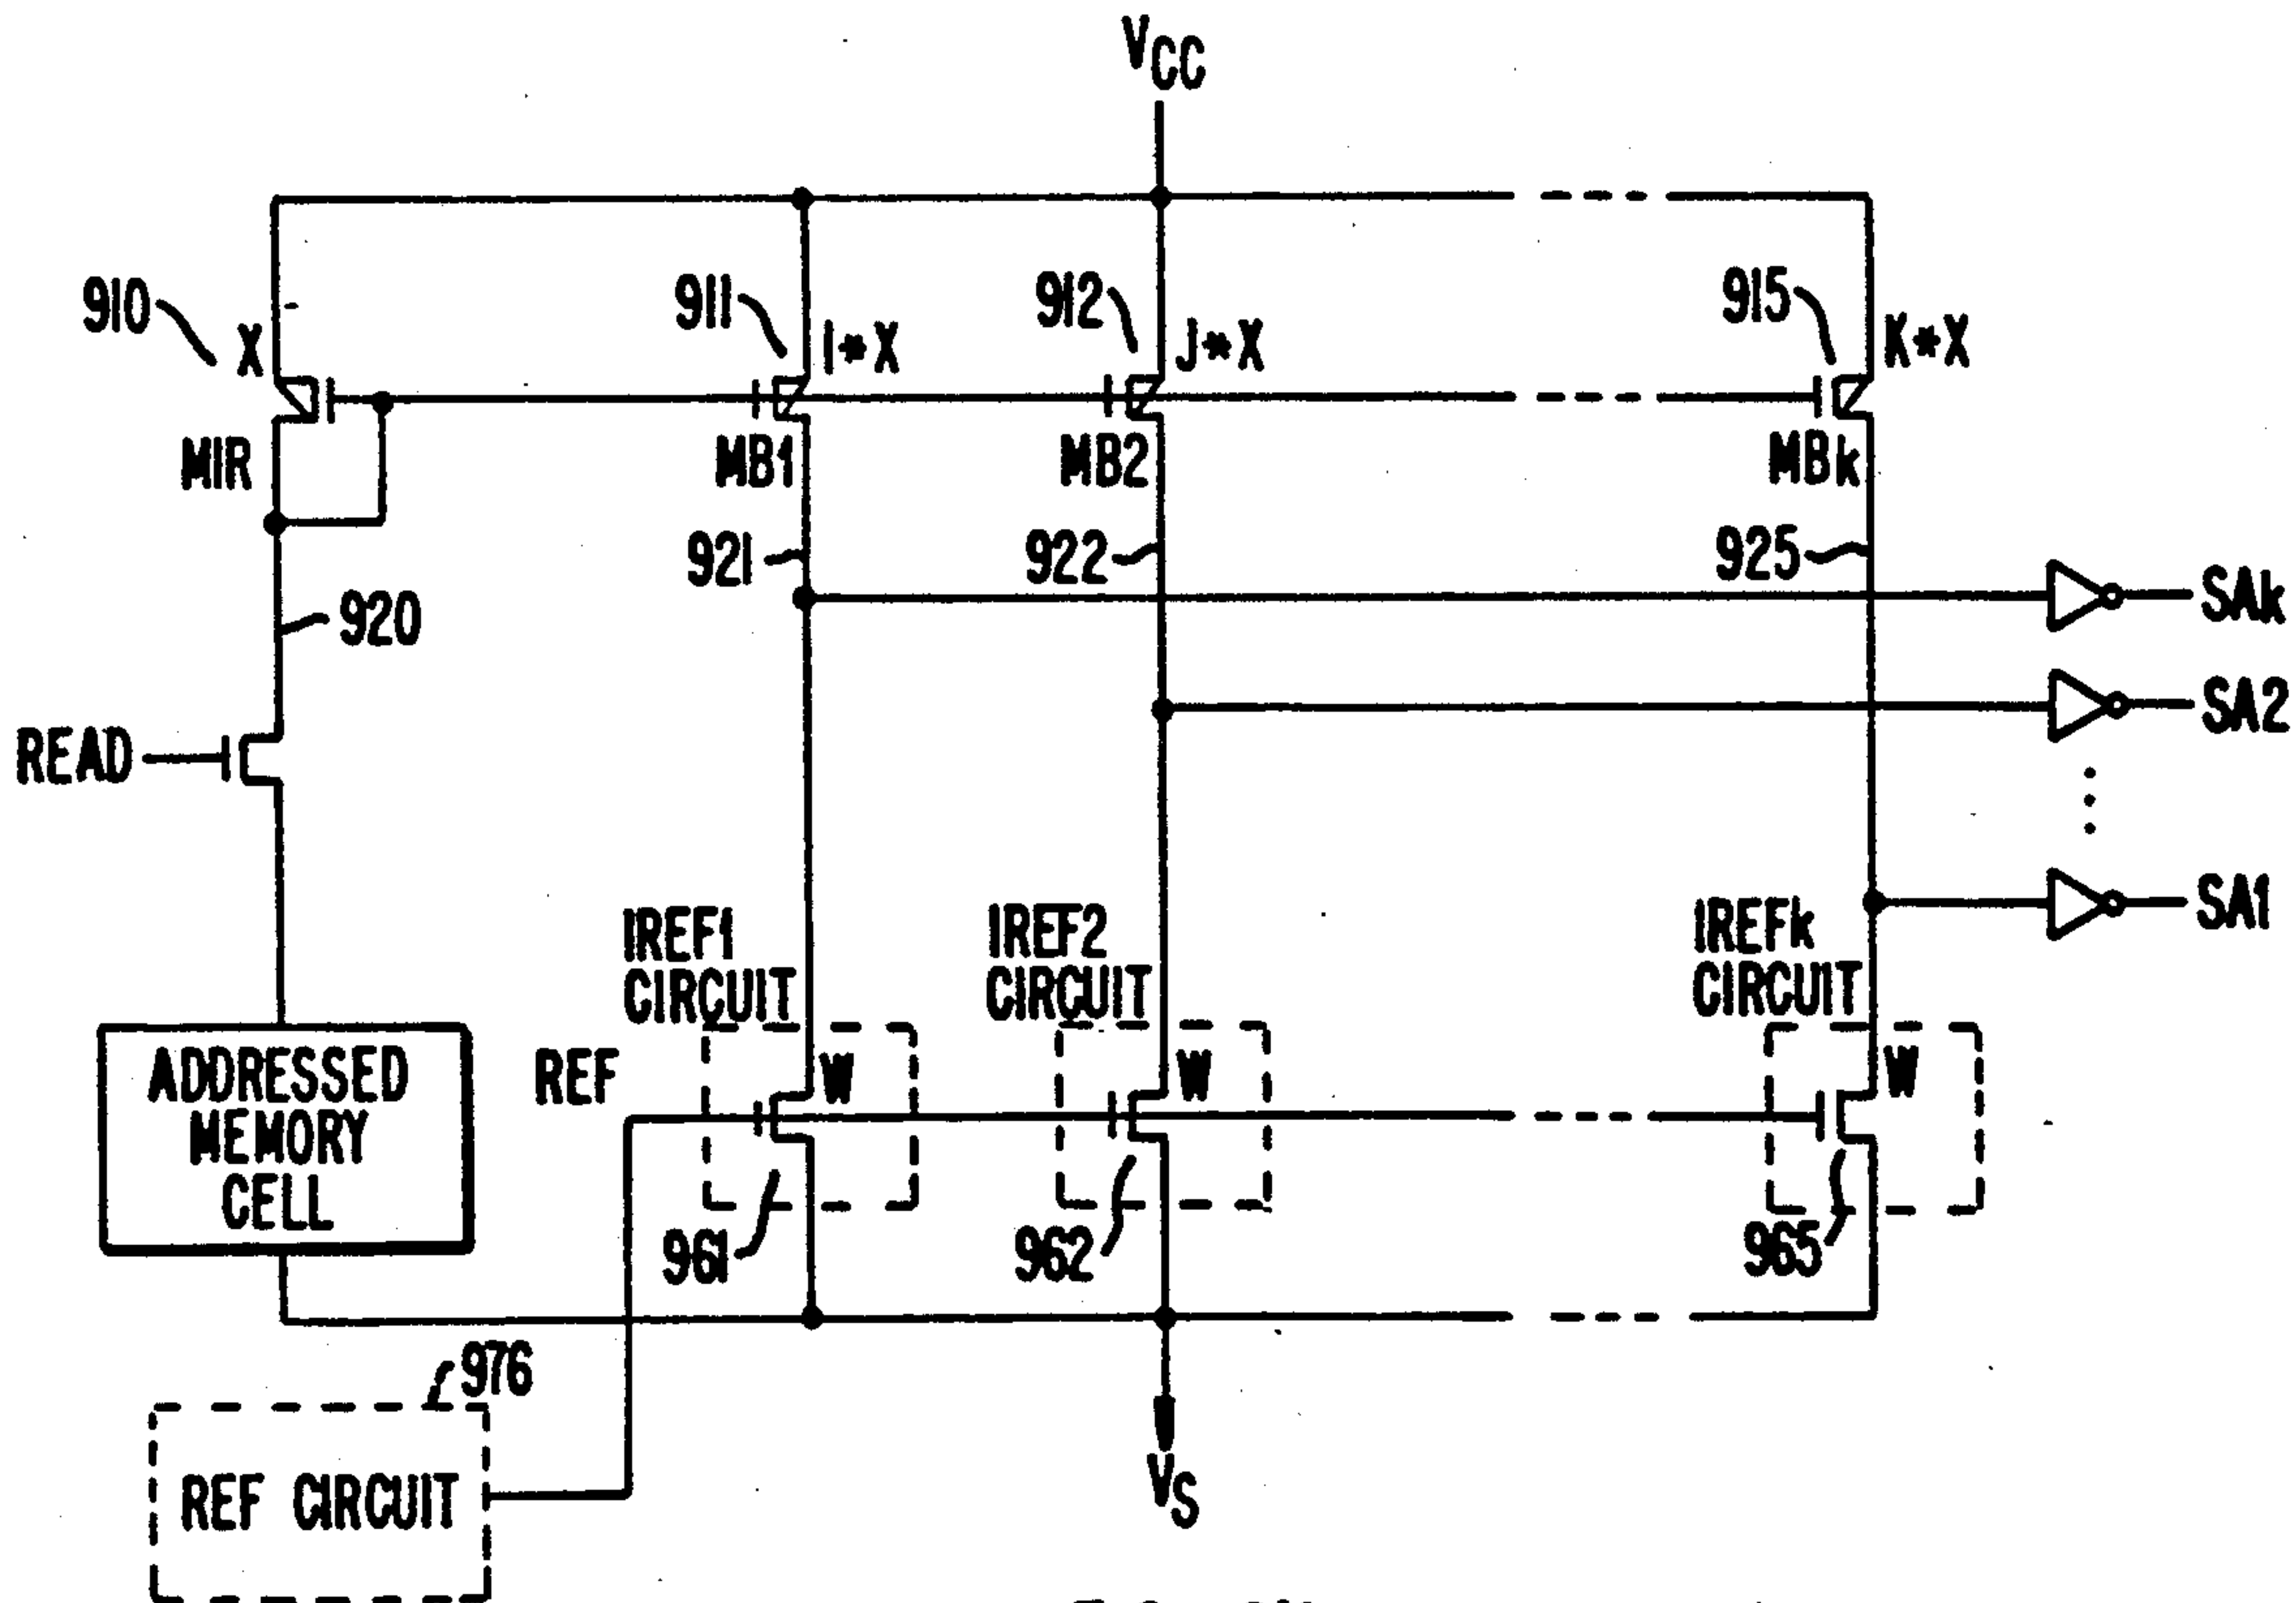 VCC
910
X
911
I*X
912
J*X
915
K*X
MIR
MB1
MB2
MBk
920
921
922
925
SAk
READ
SA2
SA1
IREF1
CIRCUIT
IREF2
CIRCUIT
IREFk
CIRCUIT
ADDRESSED
MEMORY
CELL
REF
W
W
W
961
962
965
976
REF CIRCUIT
VS